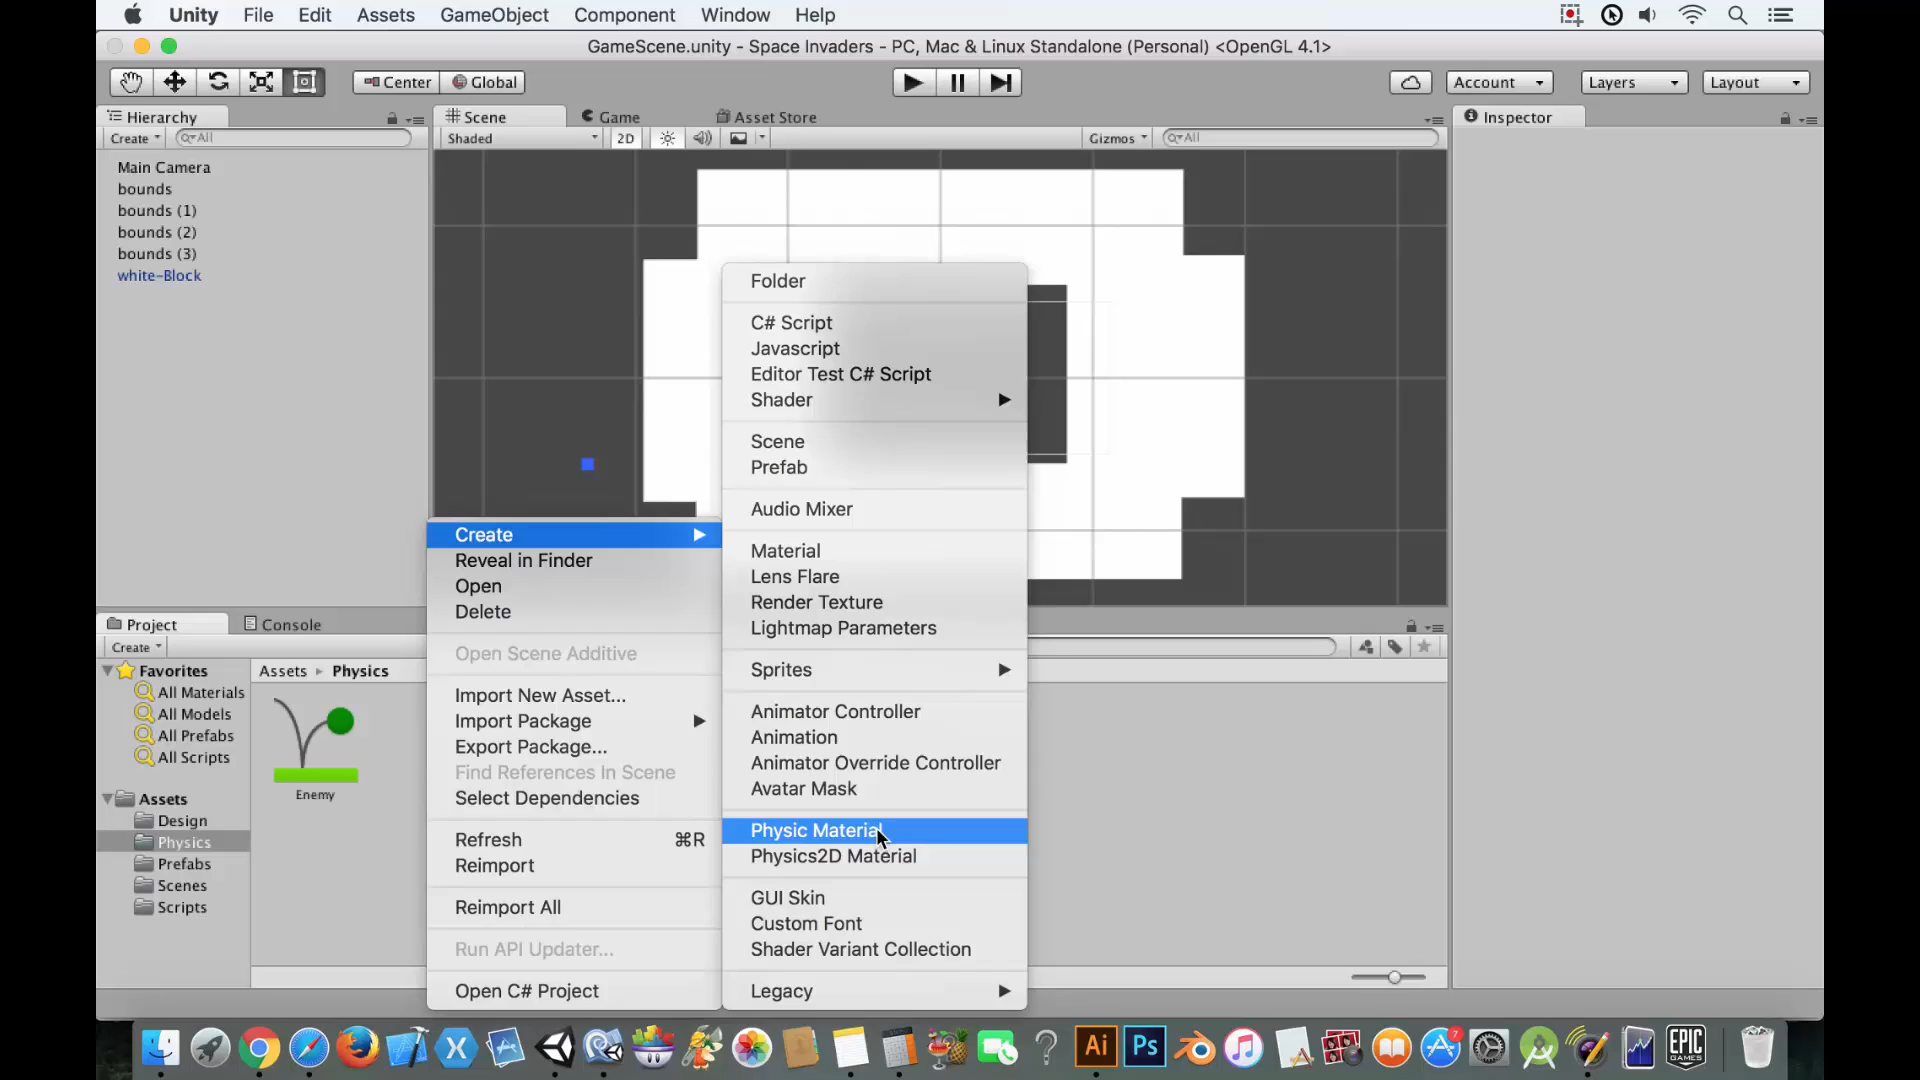 Unity File Edit Assets GameObject Component Window Help
GameScene.unity - Space Invaders - PC, Mac & Linux Standalone (Personal) <OpenGL 4.1>
Center Global Account Layers Layout
Hierarchy Scene Game Asset Store Inspector
Create All Shaded 2D Gizmos All
Main Camera
bounds
bounds (1)
bounds (2)
bounds (3)
white-Block
Folder
C# Script
Javascript
Editor Test C# Script
Shader
Scene
Prefab
Audio Mixer
Material
Lens Flare
Render Texture
Lightmap Parameters
Sprites
Animator Controller
Animation
Animator Override Controller
Avatar Mask
Physic Material
Physics2D Material
GUI Skin
Custom Font
Shader Variant Collection
Legacy
Create
Reveal in Finder
Open
Delete
Open Scene Additive
Import New Asset...
Import Package
Export Package...
Find References In Scene
Select Dependencies
Refresh ⌘R
Reimport
Reimport All
Run API Updater...
Open C# Project
Project Console
Create
Favorites
All Materials
All Models
All Prefabs
All Scripts
Assets
Design
Physics
Prefabs
Scenes
Scripts
Assets Physics
Enemy
Ai Ps 7 EPIC GAMES